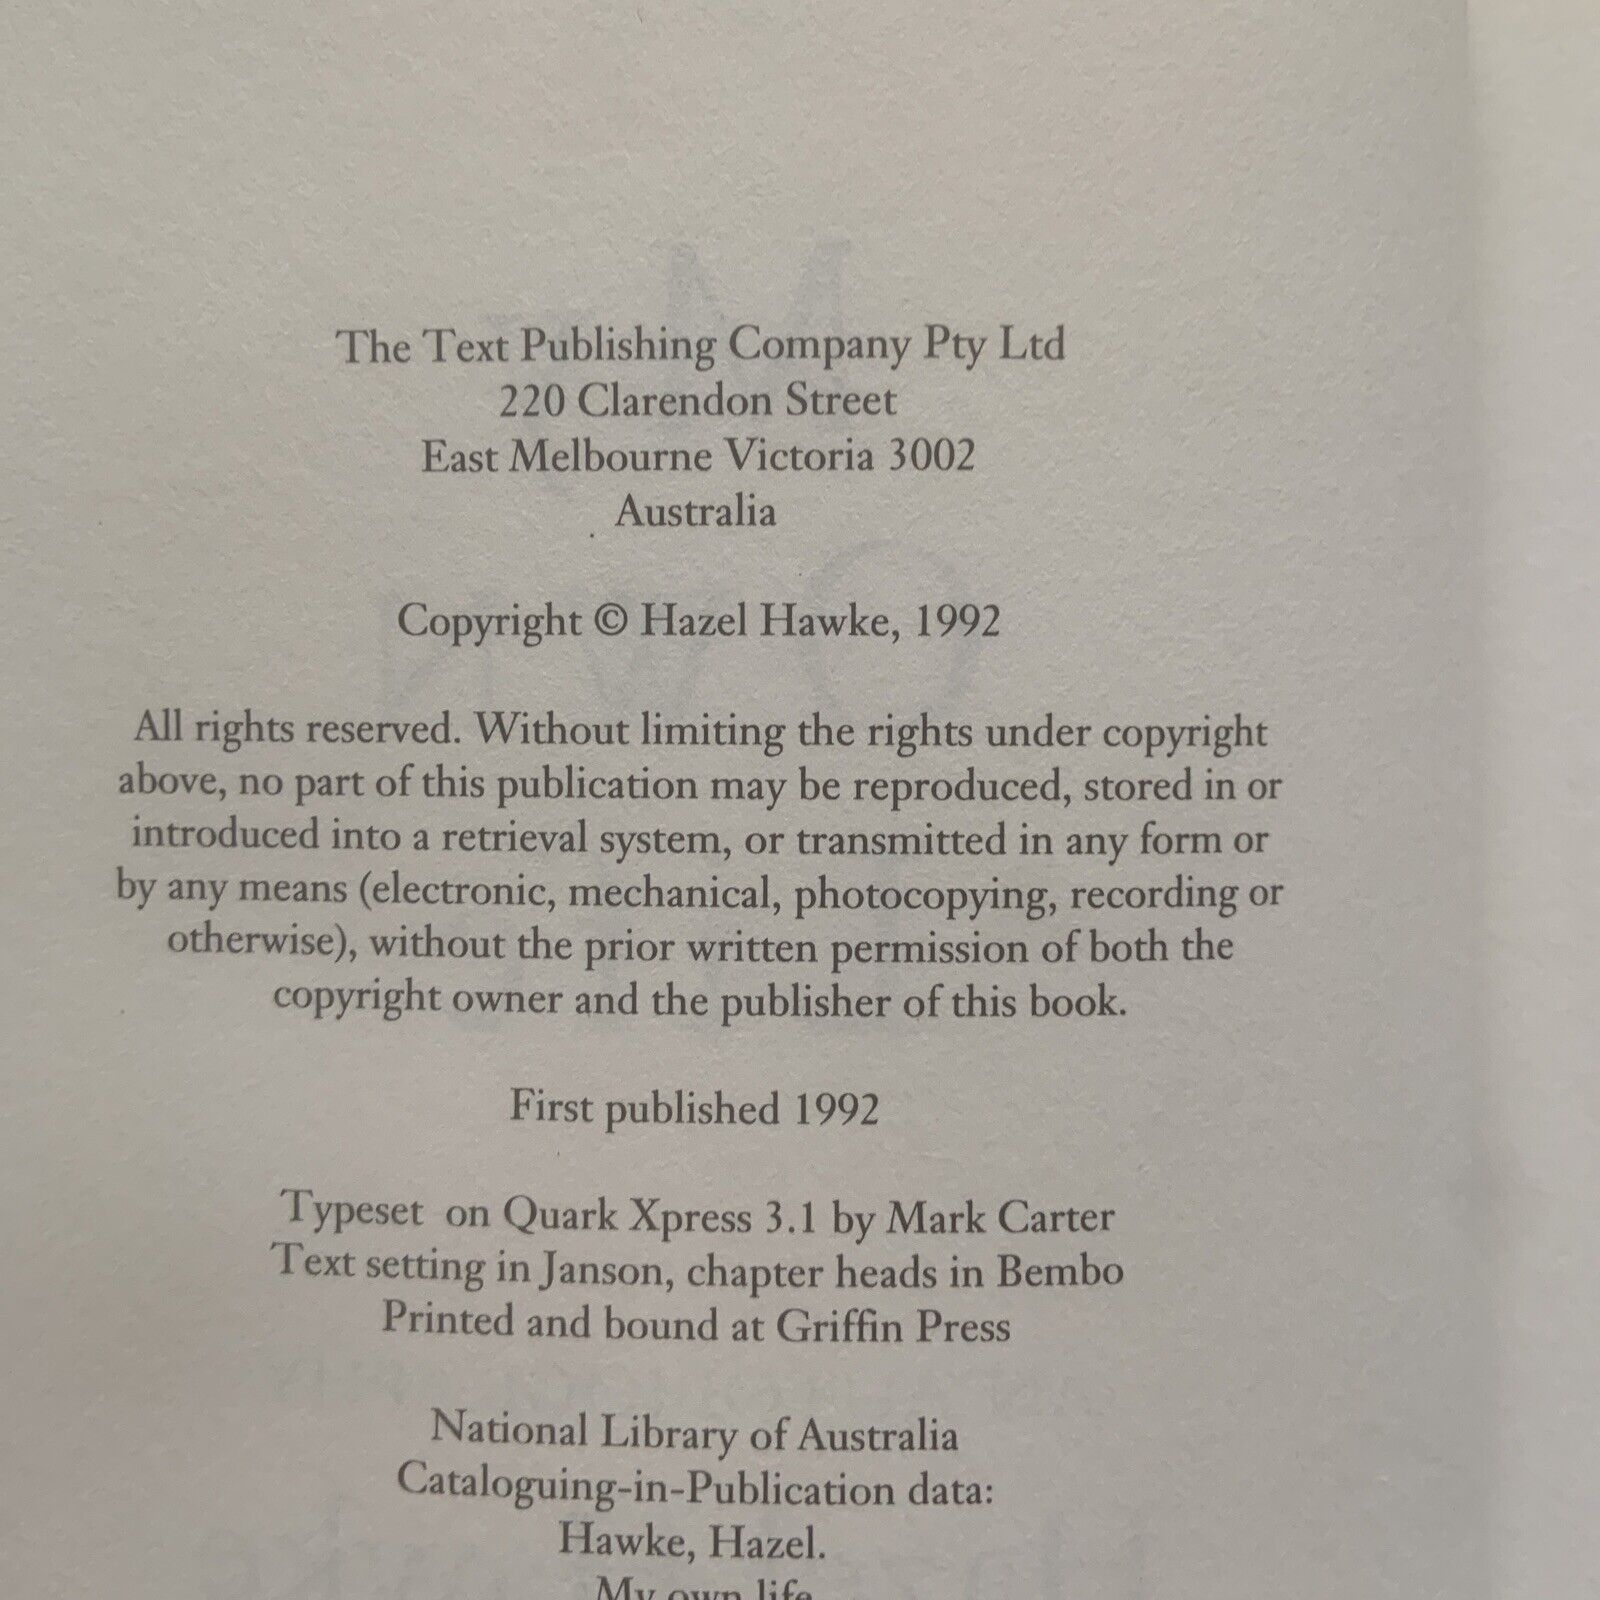 The Text Publishing Company Pty Ltd
220 Clarendon Street
East Melbourne Victoria 3002
Australia
Copyright © Hazel Hawke, 1992
All rights reserved. Without limiting the rights under copyright
above, no part of this publication may be reproduced, stored in or
introduced into a retrieval system, or transmitted in any form or
by any means (electronic, mechanical, photocopying, recording or
otherwise), without the prior written permission of both the
copyright owner and the publisher of this book.
First published 1992
Typeset on Quark Xpress 3.1 by Mark Carter
Text setting in Janson, chapter heads in Bembo
Printed and bound at Griffin Press
National Library of Australia
Cataloguing-in-Publication data:
Hawke, Hazel.
My own life